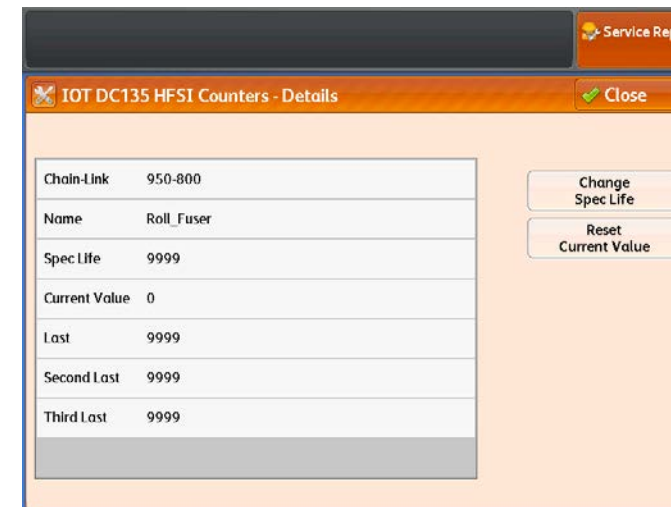 Service Re
IOT DC135 HFSI Counters - Details
Close
Chain-Link 950-800
Name Roll_Fuser
Spec Life 9999
Current Value 0
Last 9999
Second Last 9999
Third Last 9999
Change
Spec Life
Reset
Current Value